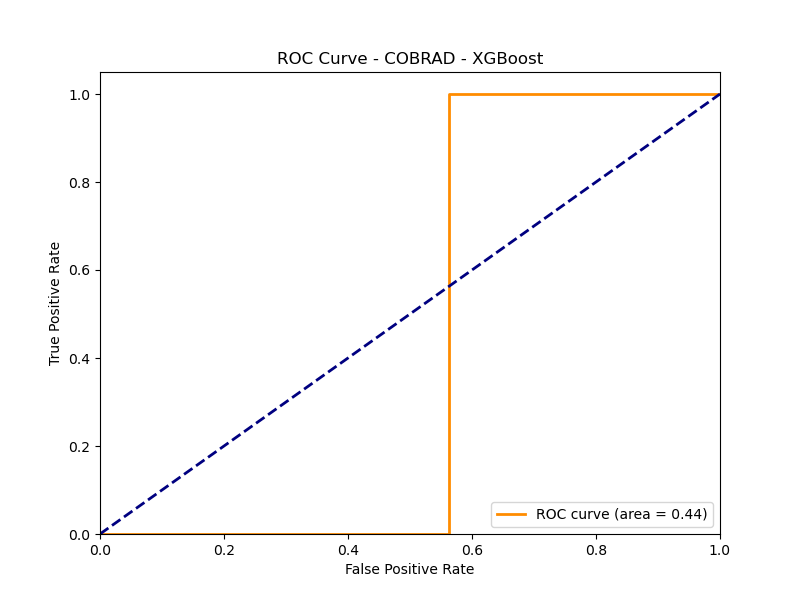 ROC Curve - COBRAD - XGBoost
True Positive Rate
1.0
0.8
0.6
0.4
0.2
0.0
0.0 0.2 0.4 0.6 0.8 1.0
False Positive Rate
ROC curve (area = 0.44)